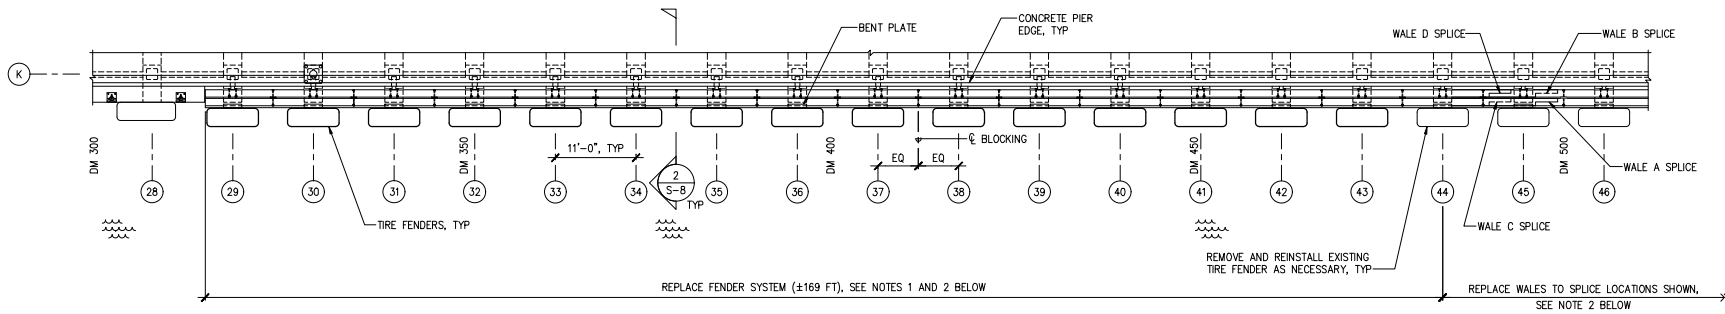 CONCRETE PIER
EDGE, TYP
BENT PLATE
WALE D SPLICE
WALE B SPLICE
K
DM 300
DM 350
DM 400
DM 450
DM 500
11'-0", TYP
EQ
EQ
℄ BLOCKING
WALE A SPLICE
2
S-8
TYP
28
29
30
31
32
33
34
35
36
37
38
39
40
41
42
43
44
45
46
TIRE FENDERS, TYP
WALE C SPLICE
REMOVE AND REINSTALL EXISTING
TIRE FENDER AS NECESSARY, TYP
REPLACE FENDER SYSTEM (±169 FT), SEE NOTES 1 AND 2 BELOW
REPLACE WALES TO SPLICE LOCATIONS SHOWN,
SEE NOTE 2 BELOW